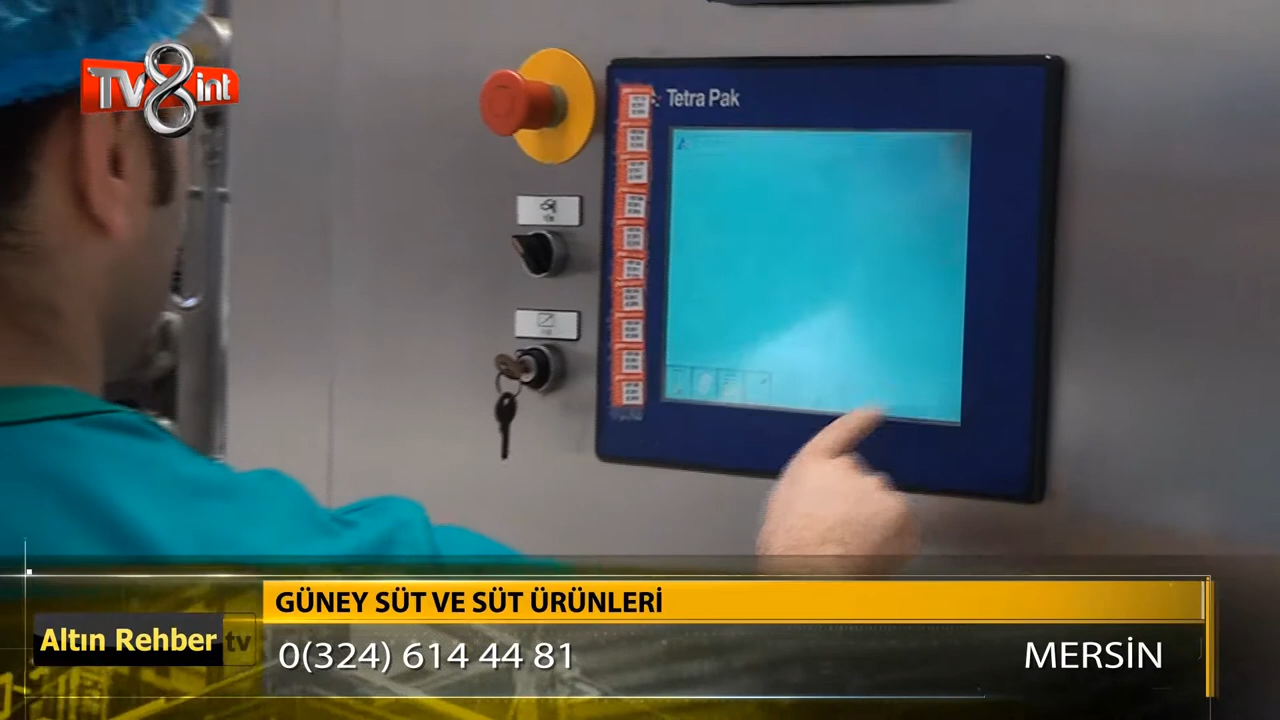 TV8int
Tetra Pak
GÜNEY SÜT VE SÜT ÜRÜNLERİ
Altın Rehber tv
0(324) 614 44 81
MERSİN